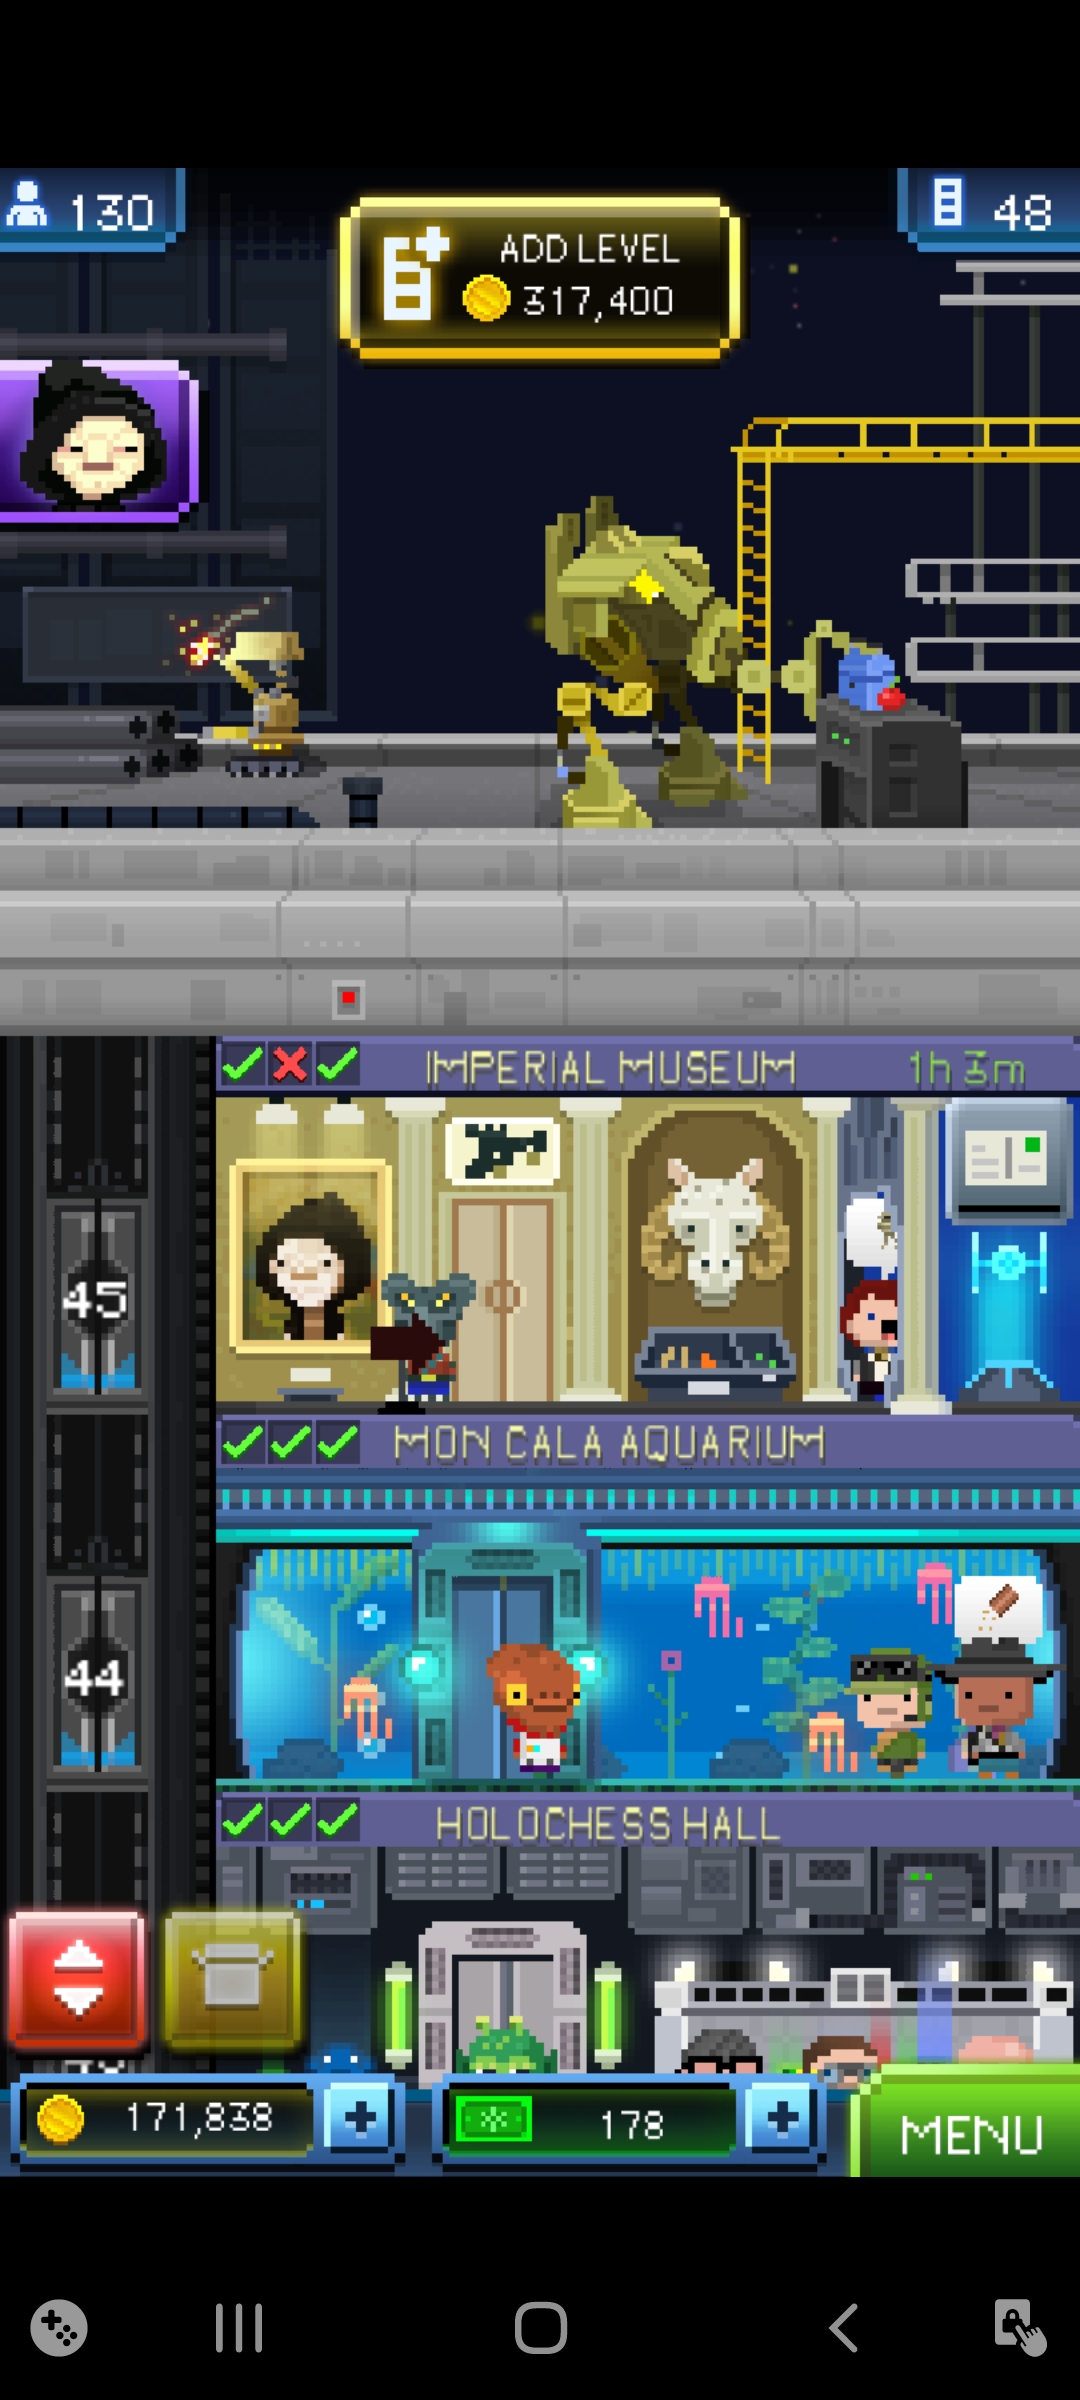 130
ADD LEVEL
317,400
48
IMPERIAL MUSEUM 1h 3m
45
MON CALA AQUARIUM
44
HOLOCHESS HALL
171,838
178
MENU